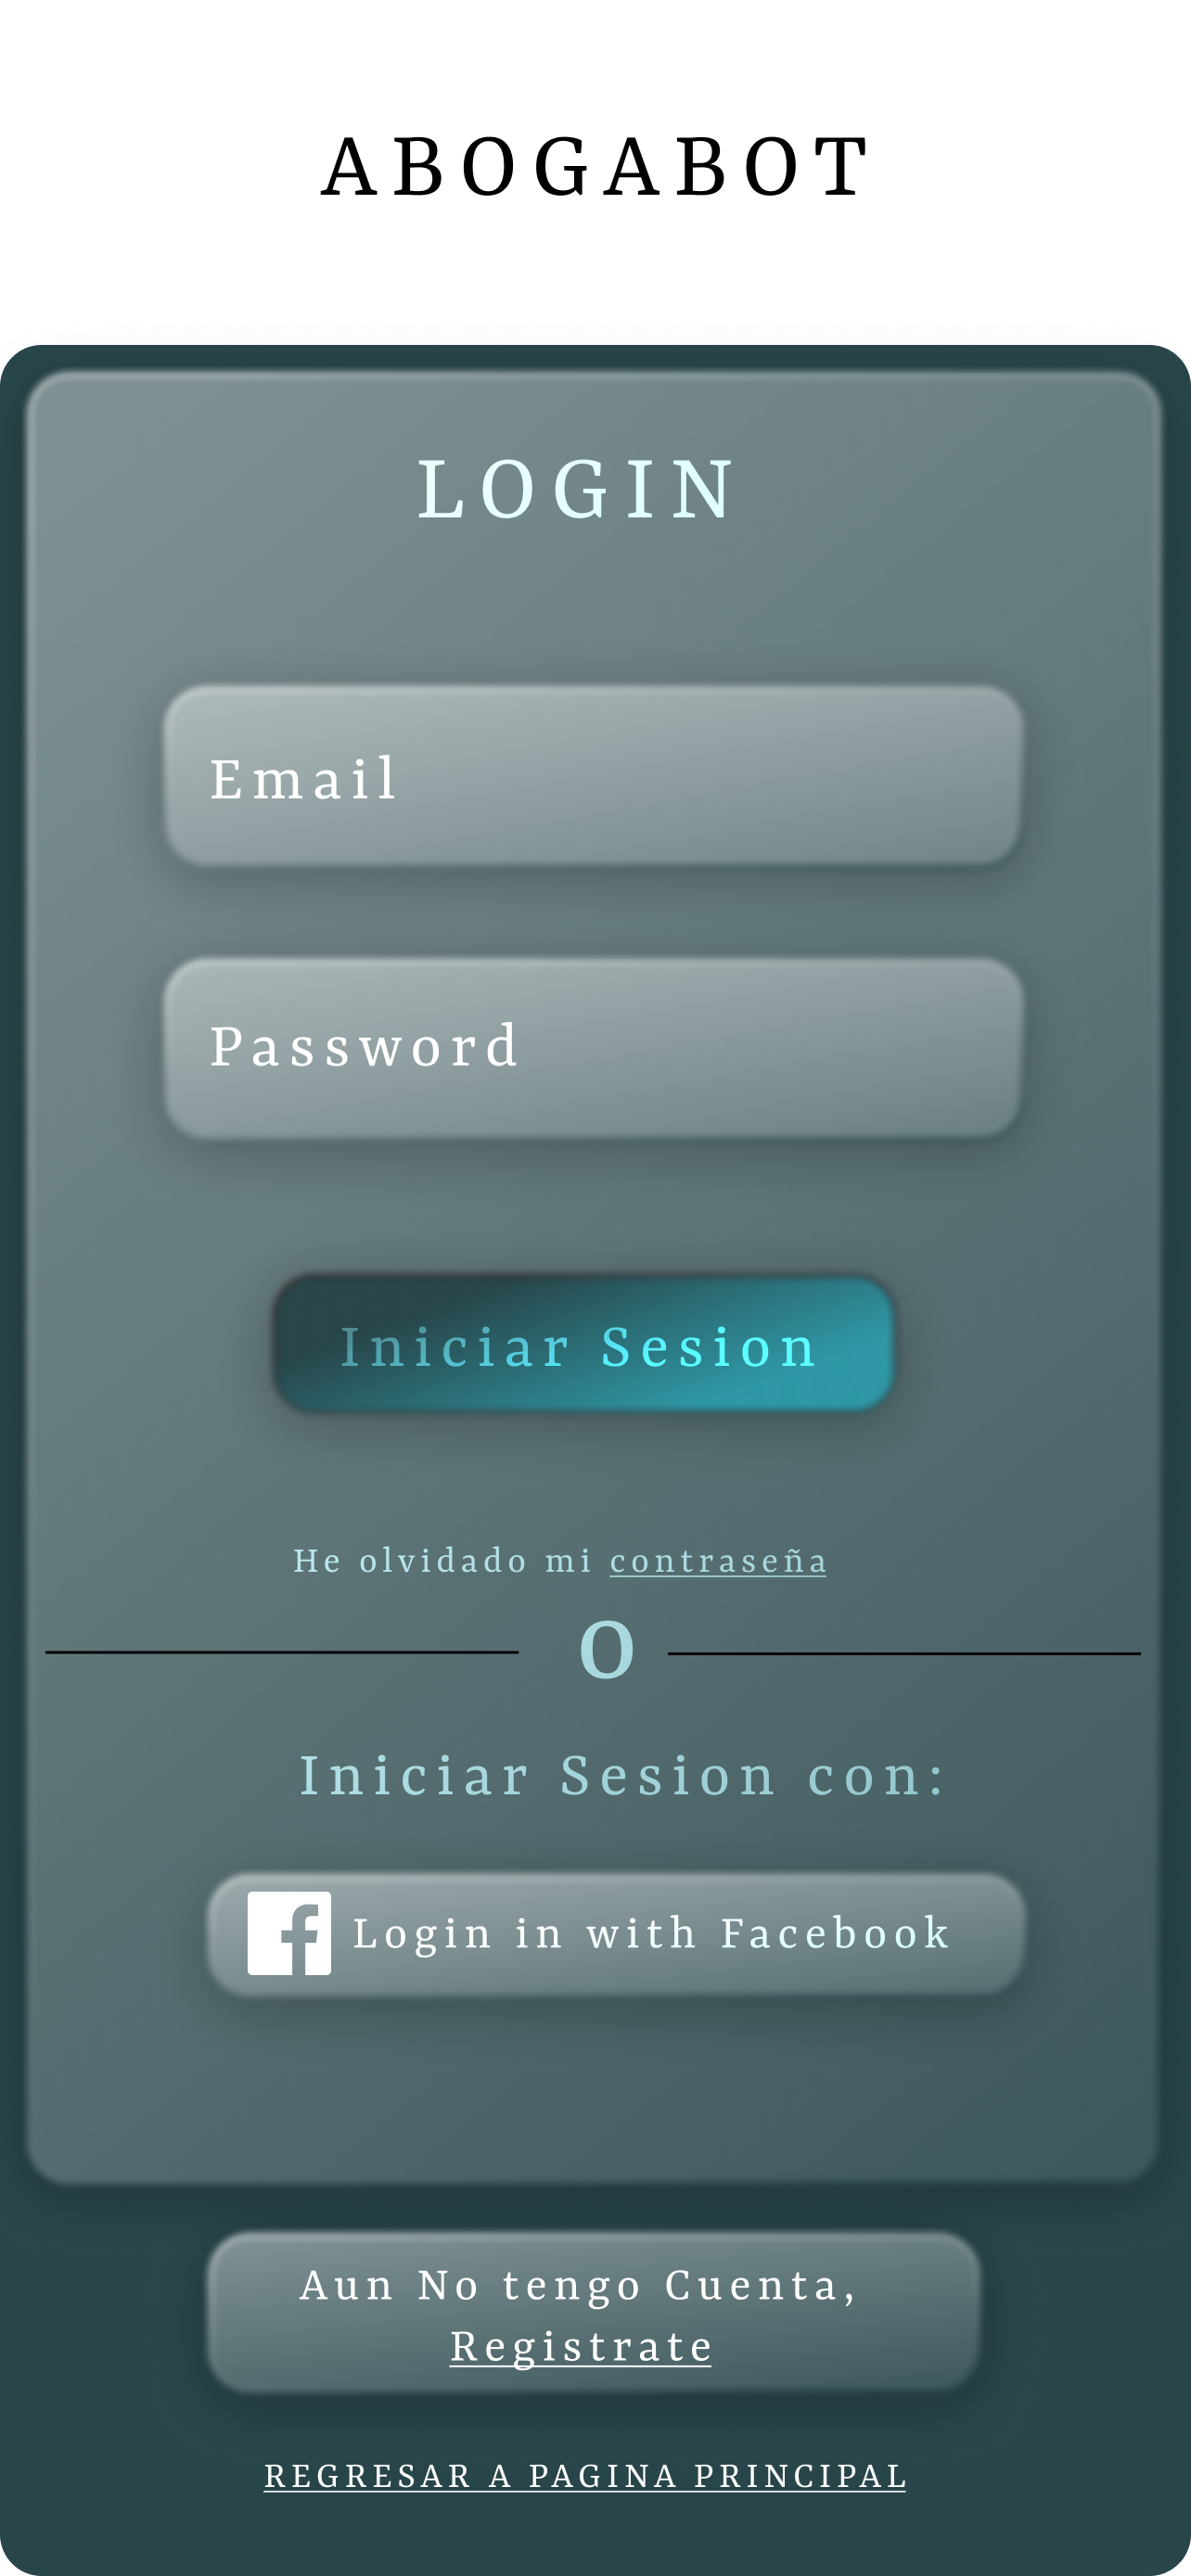 ABOGABOT
LOGIN
Email
Password
Iniciar Sesion
He olvidado mi contraseña
O
Iniciar Sesion con:
Login in with Facebook
Aun No tengo Cuenta,
Registrate
REGRESAR A PAGINA PRINCIPAL